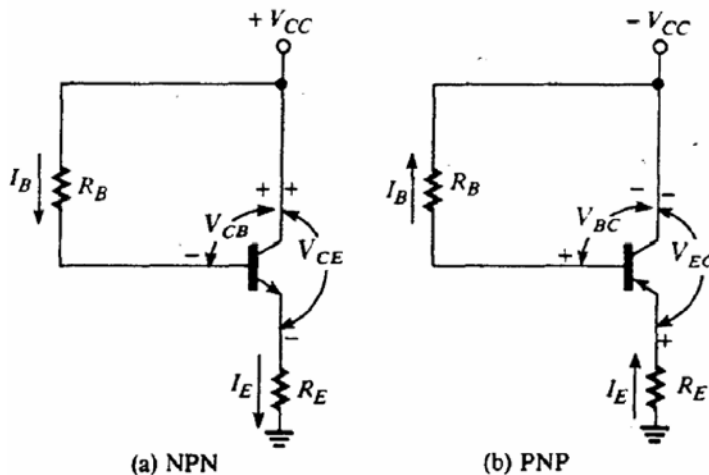 + V_CC
I_B
R_B
+ +
V_CB
−
V_CE
−
I_E
R_E
(a) NPN
− V_CC
I_B
R_B
− −
V_BC
+
V_EC
+
I_E
R_E
(b) PNP